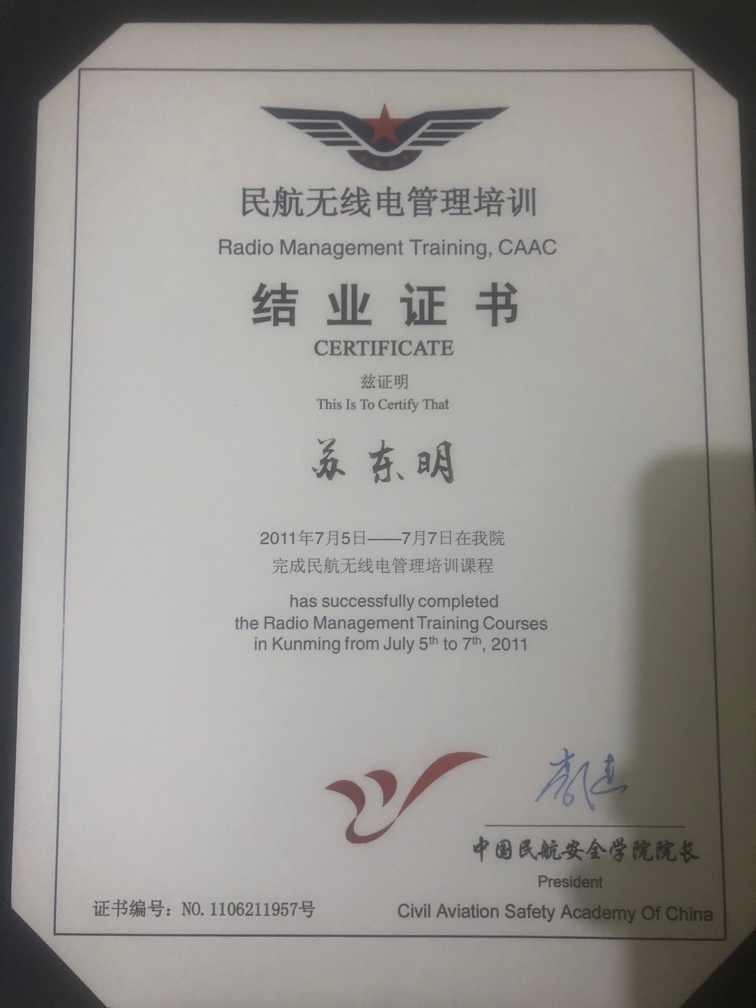 民航无线电管理培训
Radio Management Training, CAAC
结业证书
CERTIFICATE
兹证明
This Is To Certify That
苏东明
2011年7月5日——7月7日在我院
完成民航无线电管理培训课程
has successfully completed
the Radio Management Training Courses
in Kunming from July 5th to 7th, 2011
中国民航安全学院院长
President
证书编号：NO.1106211957号
Civil Aviation Safety Academy Of China